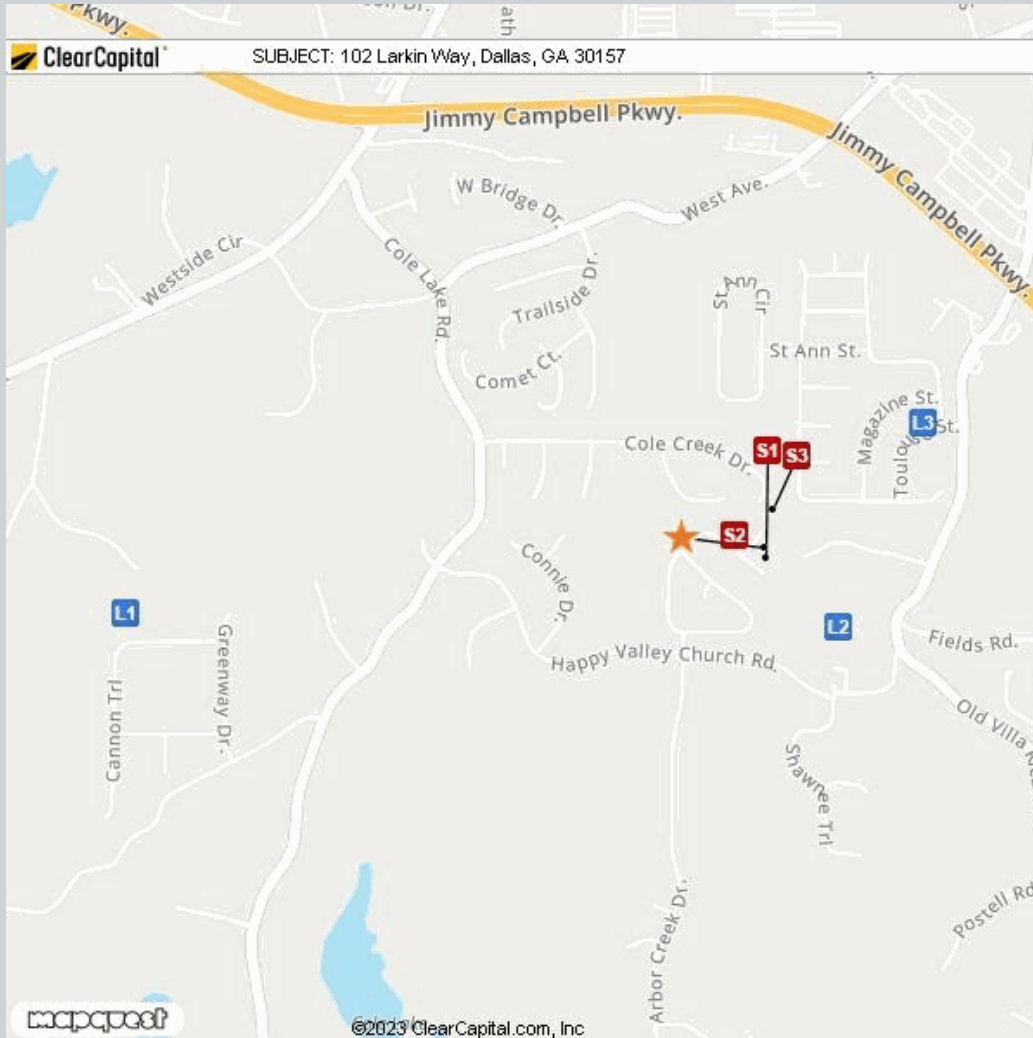 Pkwy.
ClearCapital
SUBJECT: 102 Larkin Way, Dallas, GA 30157
Jimmy Campbell Pkwy.
Jimmy Campbell Pkwy.
W Bridge Dr.
West Ave.
Westside Cir
Cole Lake Rd.
Trailside Dr.
St Ann Cir
St Ann St.
Comet Ct.
Magazine St.
L3
St.
Cole Creek Dr.
S1
S3
S2
Connie Dr.
L1
L2
Greenway Dr.
Happy Valley Church Rd.
Fields Rd.
Cannon Trl
Old Villa
Shawnee Trl
Postell Rd
Arbor Creek Dr.
mapquest
©2023 ClearCapital.com, Inc